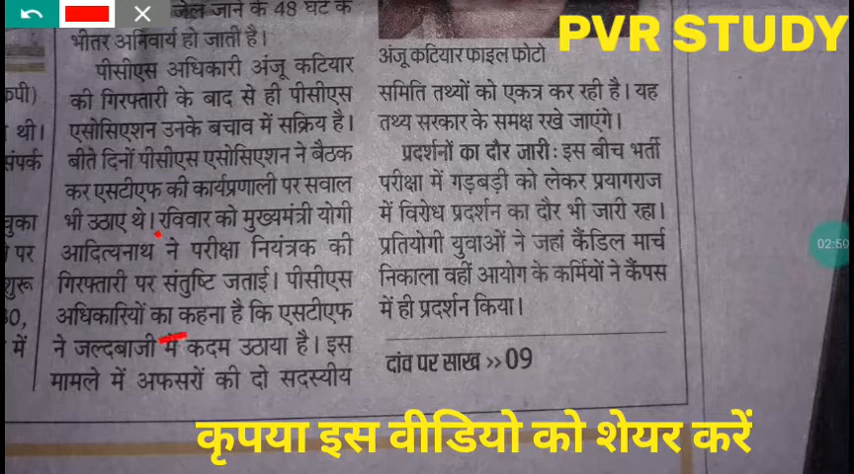 PVR STUDY
जेल जाने के 48 घंटे के
भीतर अनिवार्य हो जाती है।
पीसीएस अधिकारी अंजू कटियार
की गिरफ्तारी के बाद से ही पीसीएस
एसोसिएशन उनके बचाव में सक्रिय है।
बीते दिनों पीसीएस एसोसिएशन ने बैठक
कर एसटीएफ की कार्यप्रणाली पर सवाल
भी उठाए थे। रविवार को मुख्यमंत्री योगी
आदित्यनाथ ने परीक्षा नियंत्रक की
गिरफ्तारी पर संतुष्टि जताई। पीसीएस
अधिकारियों का कहना है कि एसटीएफ
ने जल्दबाजी में कदम उठाया है। इस
मामले में अफसरों की दो सदस्यीय
अंजू कटियार फाइल फोटो
समिति तथ्यों को एकत्र कर रही है। यह
तथ्य सरकार के समक्ष रखे जाएंगे।
प्रदर्शनों का दौर जारी: इस बीच भर्ती
परीक्षा में गड़बड़ी को लेकर प्रयागराज
में विरोध प्रदर्शन का दौर भी जारी रहा।
प्रतियोगी युवाओं ने जहां कैंडिल मार्च
निकाला वहीं आयोग के कर्मियों ने कैंपस
में ही प्रदर्शन किया।
दांव पर साख >> 09
थी।
संपर्क
पर
शुरू
में
02:50
कृपया इस वीडियो को शेयर करें